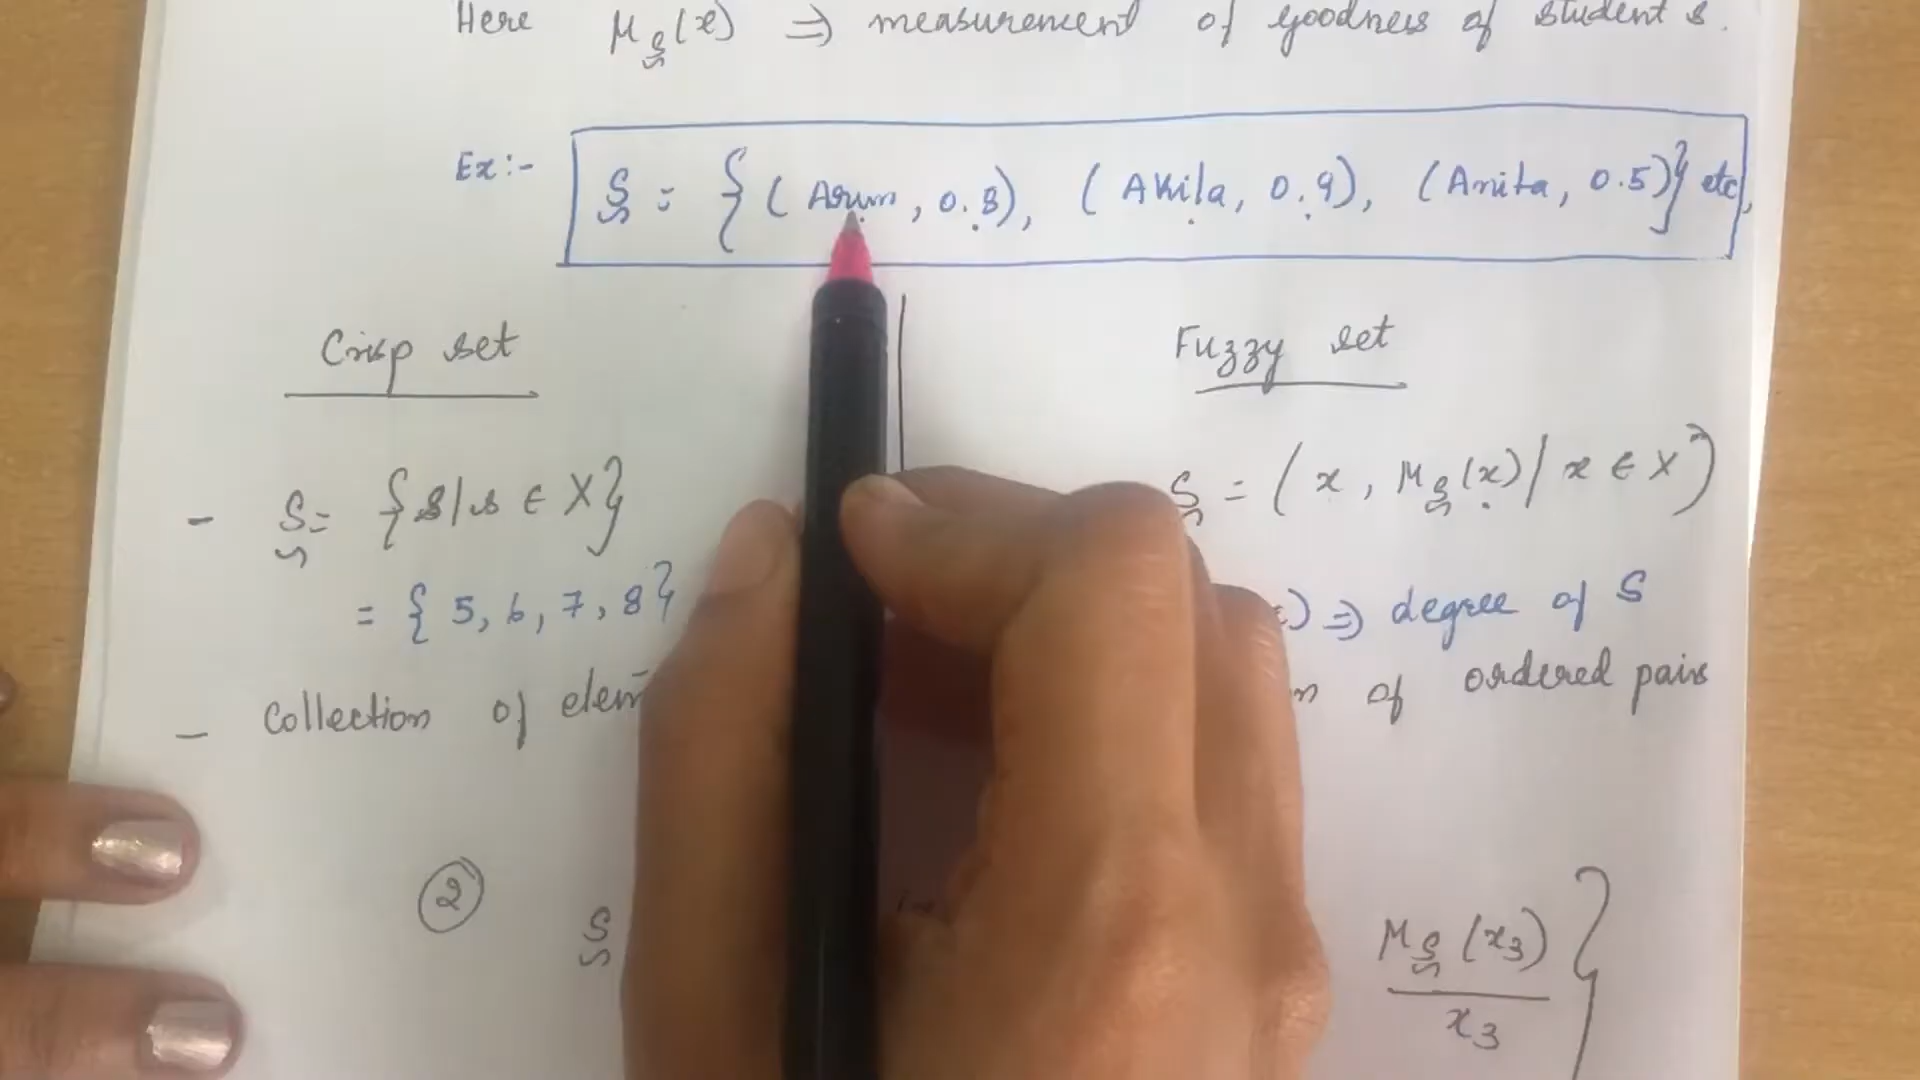 Here μS̰(x) ⇒ measurement of goodness of student s.
Ex:- S̰ = {(Arun, 0.8), (Akila, 0.9), (Anita, 0.5)} etc,
Crisp set
Fuzzy set
- S̰ = {s/s ∈ X}
= {5, 6, 7, 8}
- collection of elem
S̰ = (x, μS̰(x)/x ∈ X)
) ⇒ degree of S
n of ordered pairs
② S̰
μS̰(x3)}
x3